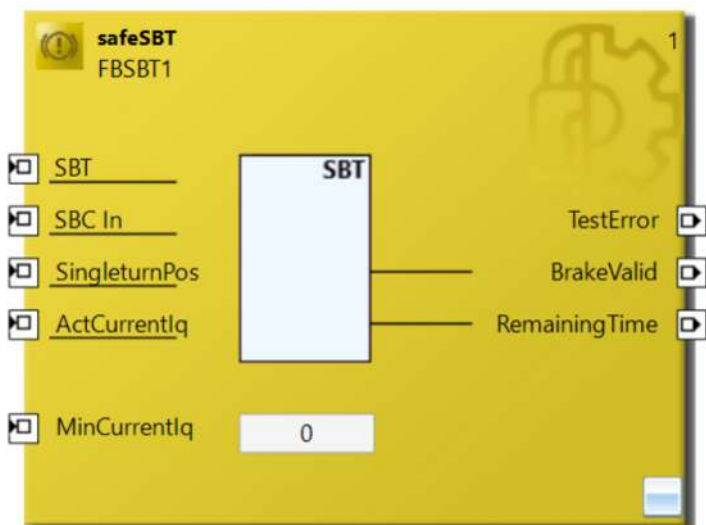 safeSBT
1
FBSBT1
SBT
SBT
SBC In
TestError
SingleturnPos
BrakeValid
ActCurrentIq
RemainingTime
MinCurrentIq
0